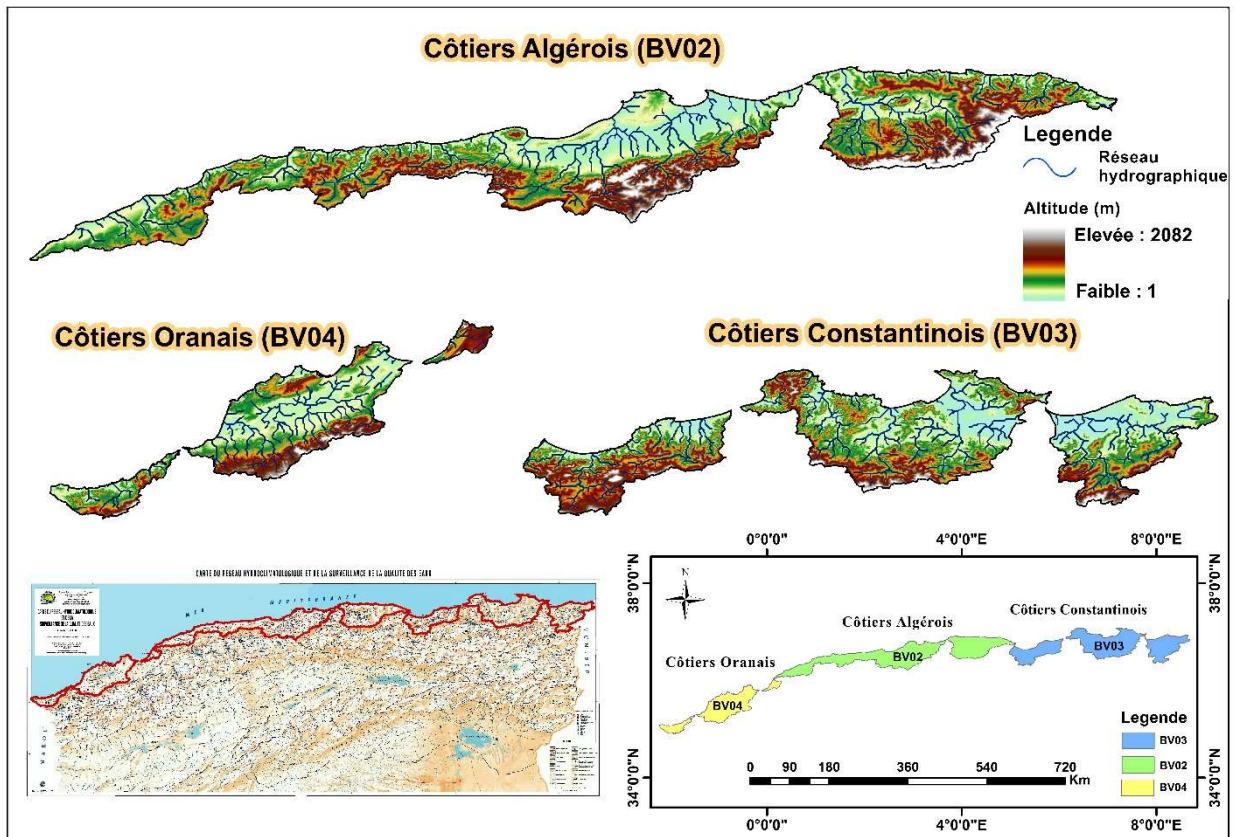 Côtiers Algérois (BV02)
Legende
Réseau
hydrographique
Altitude (m)
Elevée : 2082
Faible : 1
Côtiers Oranais (BV04)
Côtiers Constantinois (BV03)
CARTE DU RESEAU HYDROCLIMATOLOGIQUE ET DE LA SURVEILLANCE DE LA QUALITE DES EAUX
MER MEDITERRANEE
MAROC
0°0'0" 4°0'0"E 8°0'0"E
38°0'0"N
34°0'0"N
N
38°0'0"N
34°0'0"N
Côtiers Constantinois
Côtiers Algérois
Côtiers Oranais
BV03
BV02
BV04
Legende
BV03
BV02
BV04
0 90 180 360 540 720
Km
0°0'0" 4°0'0"E 8°0'0"E